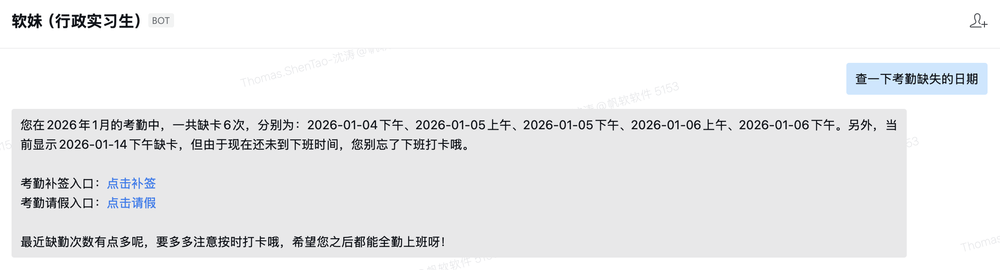 软妹（行政实习生） BOT
Thomas.ShenTao-沈涛@帆软
查一下考勤缺失的日期
涛@帆软软件 5153
您在2026年1月的考勤中，一共缺卡6次，分别为：2026-01-04下午、2026-01-05上午、2026-01-05下午、2026-01-06上午、2026-01-06下午。另外，当
前显示2026-01-14下午缺卡，但由于现在还未到下班时间，您别忘了下班打卡哦。
53
考勤补签入口：点击补签
考勤请假入口：点击请假
最近缺勤次数有点多呢，要多多注意按时打卡哦，希望您之后都能全勤上班呀！
Thomas
@帆软软件